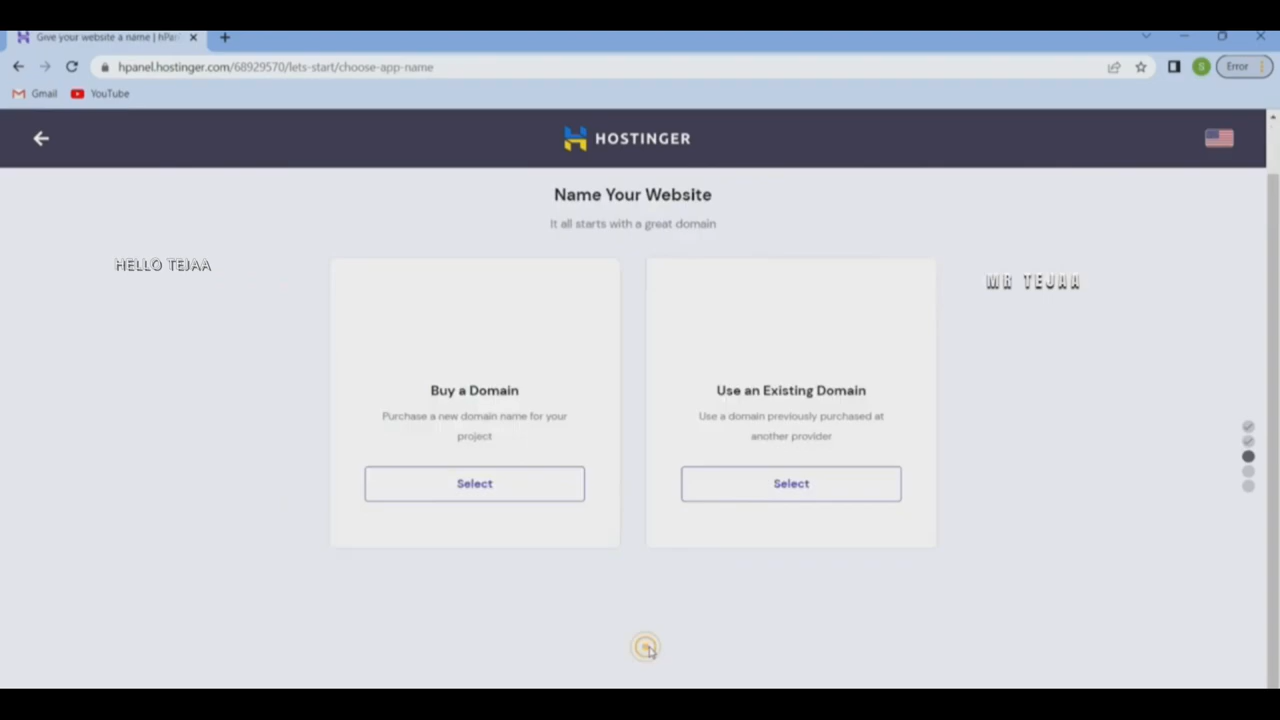 Give your website a name | hPan
hpanel.hostinger.com/68929570/lets-start/choose-app-name
S
Error
Gmail
YouTube
HOSTINGER
Name Your Website
It all starts with a great domain
HELLO TEJAA
MR TEJAA
Buy a Domain
Purchase a new domain name for your
project
Select
Use an Existing Domain
Use a domain previously purchased at
another provider
Select